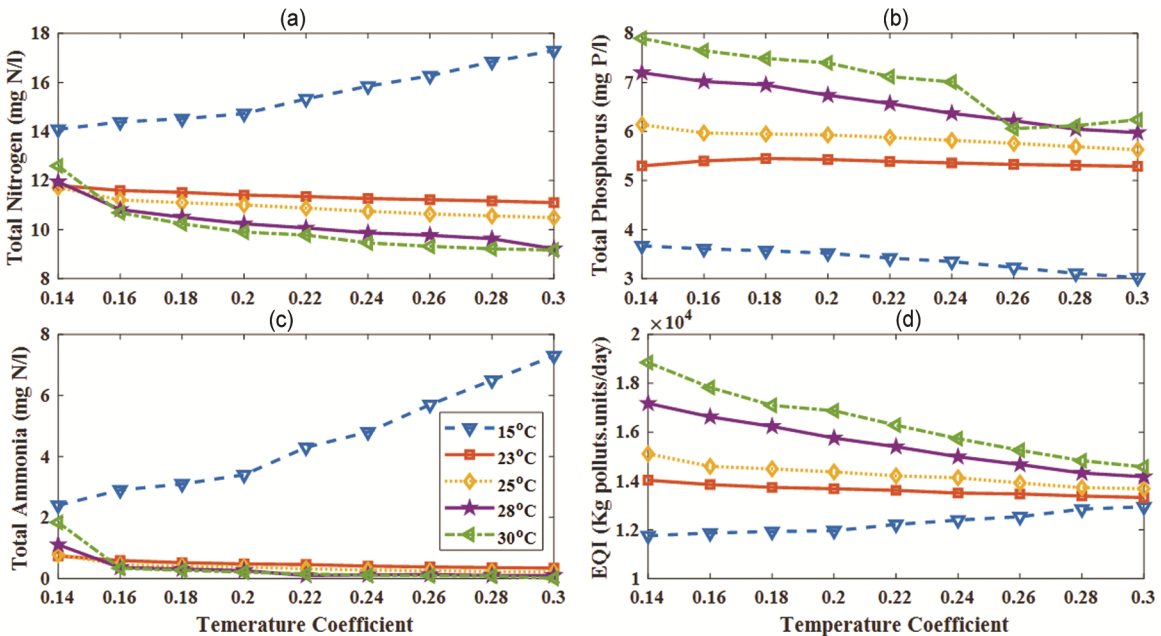 (a)
Total Nitrogen (mg N/l)
18
16
14
12
10
8
0.14 0.16 0.18 0.2 0.22 0.24 0.26 0.28 0.3
(b)
Total Phosphorus (mg P/l)
8
7
6
5
4
3
0.14 0.16 0.18 0.2 0.22 0.24 0.26 0.28 0.3
(c)
Total Ammonia (mg N/l)
8
6
4
2
0
0.14 0.16 0.18 0.2 0.22 0.24 0.26 0.28 0.3
Temerature Coefficient
15°C
23°C
25°C
28°C
30°C
(d)
×10⁴
EQI (Kg polluts.units/day)
2
1.8
1.6
1.4
1.2
1
0.14 0.16 0.18 0.2 0.22 0.24 0.26 0.28 0.3
Temperature Coefficient